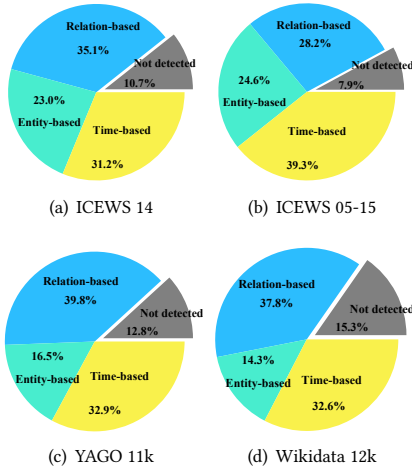 Relation-based
35.1%
Not detected
10.7%
23.0%
Entity-based
Time-based
31.2%
(a) ICEWS 14
Relation-based
28.2%
Not detected
7.9%
24.6%
Entity-based
Time-based
39.3%
(b) ICEWS 05-15
Relation-based
39.8%
Not detected
12.8%
16.5%
Entity-based
Time-based
32.9%
(c) YAGO 11k
Relation-based
37.8%
Not detected
15.3%
14.3%
Entity-based
Time-based
32.6%
(d) Wikidata 12k